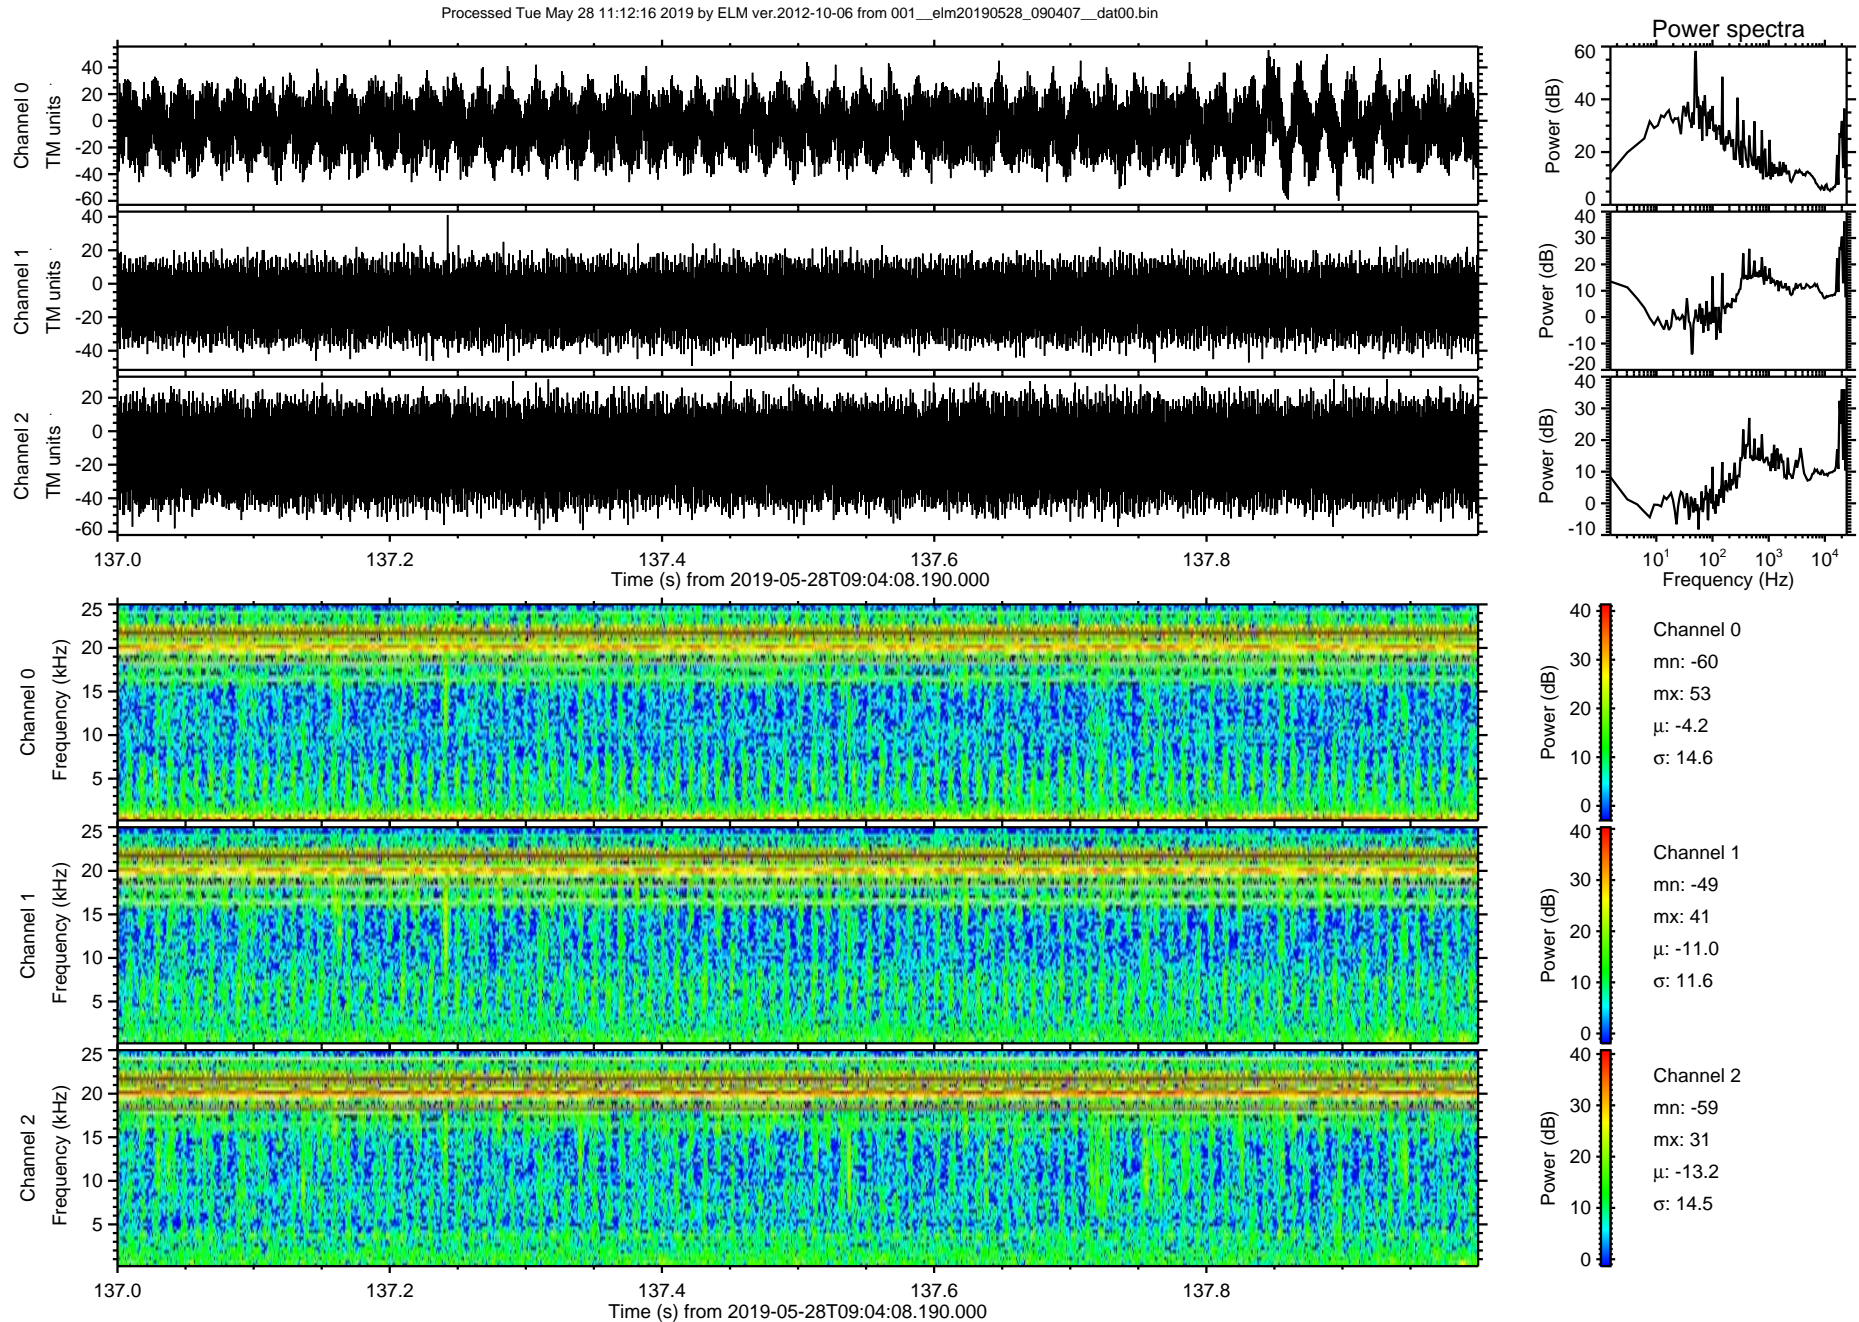 Processed Tue May 28 11:12:16 2019 by ELM ver.2012-10-06 from 001__elm20190528_090407__dat00.bin
Power spectra
Channel 0
TM units
40
20
0
-20
-40
-60
Power (dB)
60
40
20
0
Channel 1
TM units
40
20
0
-20
-40
Power (dB)
40
30
20
10
0
-10
-20
Channel 2
TM units
20
0
-20
-40
-60
Power (dB)
40
30
20
10
0
-10
137.0 137.2 137.4 137.6 137.8
Time (s) from 2019-05-28T09:04:08.190.000
10^1 10^2 10^3 10^4
Frequency (Hz)
Channel 0
Frequency (kHz)
25
20
15
10
5
Power (dB)
40
30
20
10
0
Channel 0
mn: -60
mx: 53
μ: -4.2
σ: 14.6
Channel 1
Frequency (kHz)
25
20
15
10
5
Power (dB)
40
30
20
10
0
Channel 1
mn: -49
mx: 41
μ: -11.0
σ: 11.6
Channel 2
Frequency (kHz)
25
20
15
10
5
Power (dB)
40
30
20
10
0
Channel 2
mn: -59
mx: 31
μ: -13.2
σ: 14.5
137.0 137.2 137.4 137.6 137.8
Time (s) from 2019-05-28T09:04:08.190.000